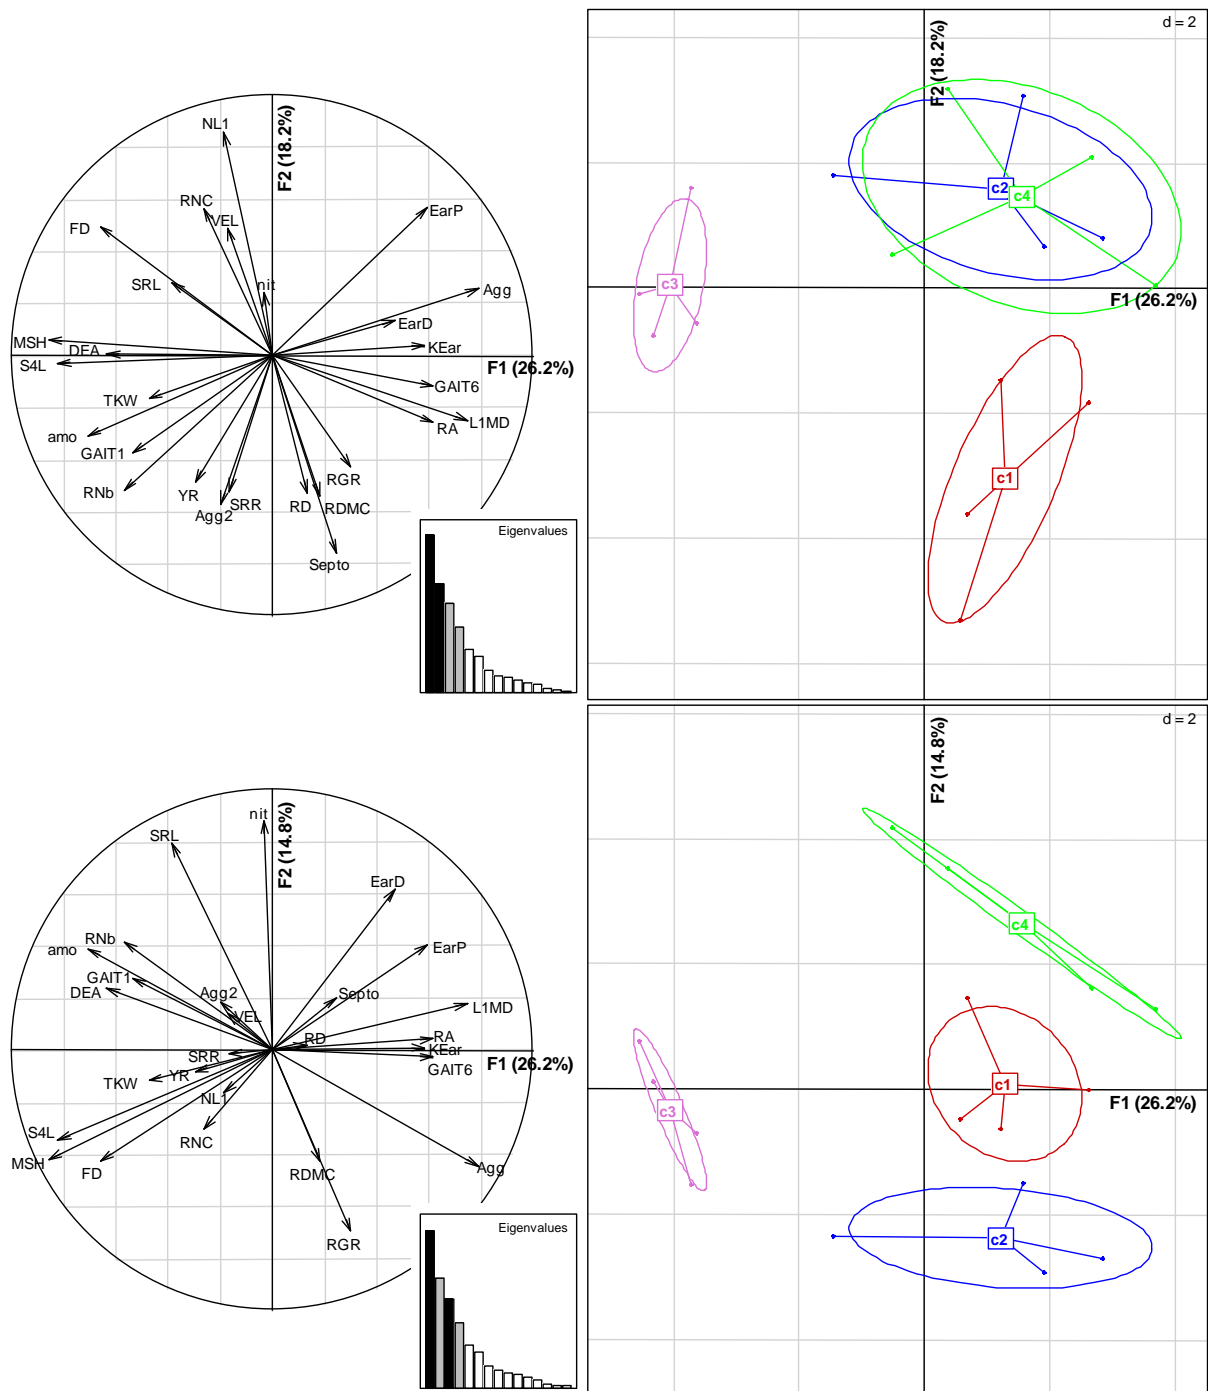 NL1
F2 (18.2%)
RNC
VEL
EarP
FD
SRL
nit
Agg
EarD
MSH
DEA
KEar
S4L
F1 (26.2%)
GAIT6
TKW
L1MD
RA
amo
GAIT1
RGR
RNb
YR
SRR
RD
RDMC
Agg2
Septo
Eigenvalues
d = 2
F2 (18.2%)
c2
c4
c3
F1 (26.2%)
c1
nit
F2 (14.8%)
SRL
EarD
RNb
amo
EarP
GAIT1
DEA
Agg2
Septo
L1MD
VEL
RD
RA
KEar
SRR
F1 (26.2%)
GAIT6
YR
TKW
NL1
S4L
RNC
MSH
FD
RDMC
Agg
RGR
Eigenvalues
d = 2
F2 (14.8%)
c4
c1
c3
F1 (26.2%)
c2